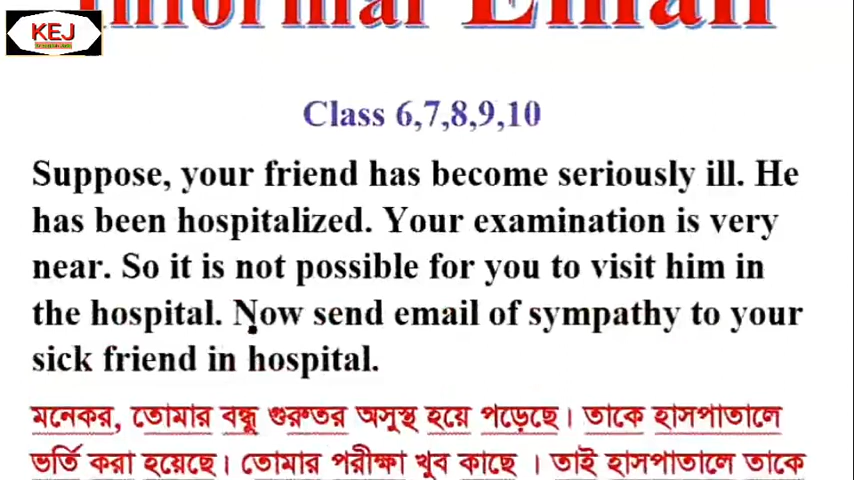 Informal Email
KEJ
Class 6,7,8,9,10
Suppose, your friend has become seriously ill. He
has been hospitalized. Your examination is very
near. So it is not possible for you to visit him in
the hospital. Now send email of sympathy to your
sick friend in hospital.
মনেকর, তোমার বন্ধু গুরুতর অসুস্থ হয়ে পড়েছে। তাকে হাসপাতালে
ভর্তি করা হয়েছে। তোমার পরীক্ষা খুব কাছে । তাই হাসপাতালে তাকে